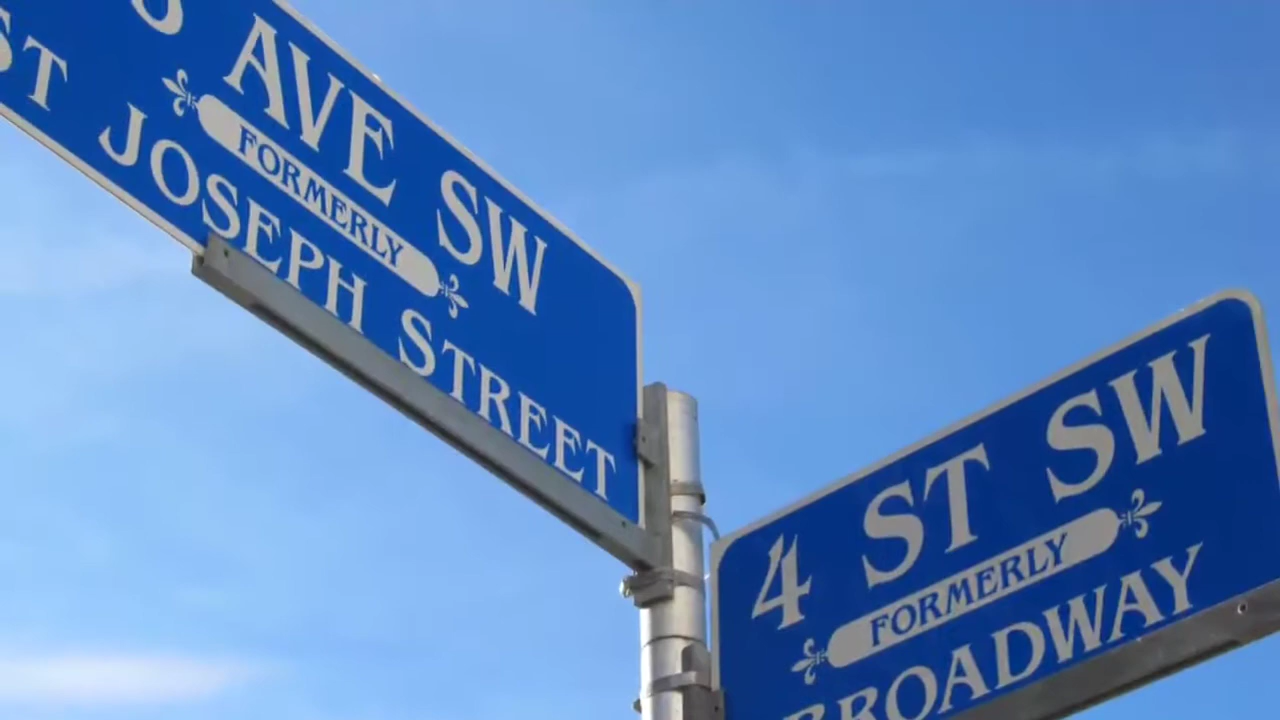 AVE SW
FORMERLY
ST JOSEPH STREET
4 ST SW
FORMERLY
BROADWAY